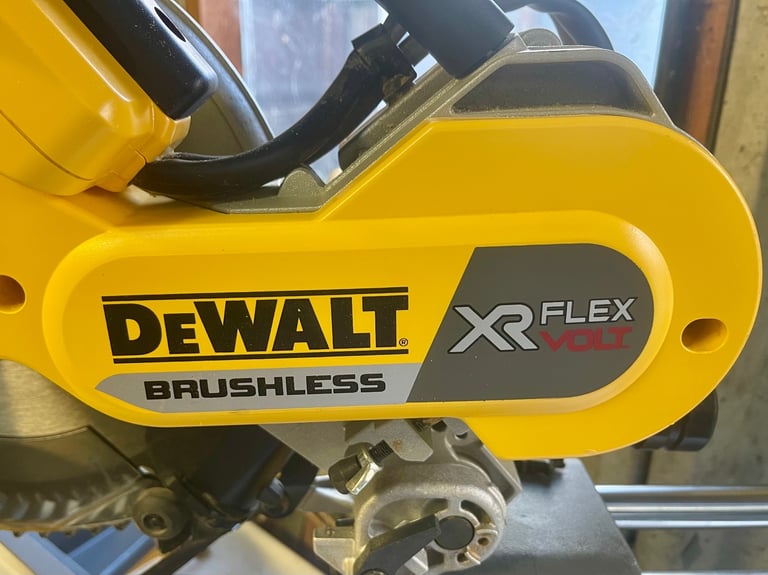 DEWALT®
BRUSHLESS
XR FLEX
VOLT